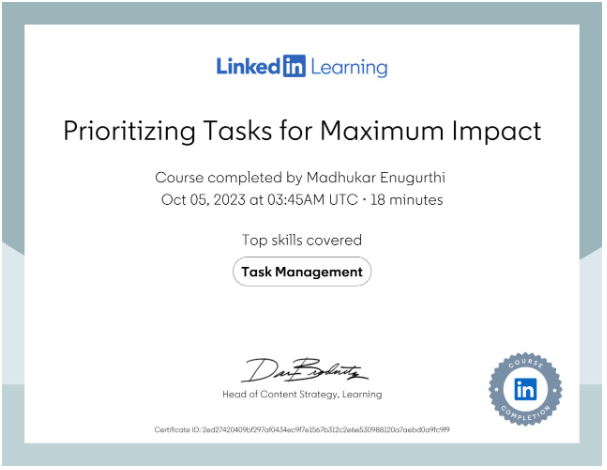 Linked in Learning
Prioritizing Tasks for Maximum Impact
Course completed by Madhukar Enugurthi
Oct 05, 2023 at 03:45AM UTC • 18 minutes
Top skills covered
Task Management
Head of Content Strategy, Learning
COURSE
in
COMPLETION
Certificate ID: 2ed27420409bf297af0434ec9f7e1567b312c2e6e530988120a7aebd0a9fc9f9